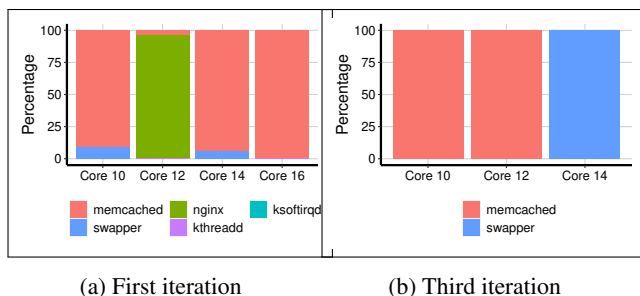 100
75
50
25
0
Percentage
Core 10 Core 12 Core 14 Core 16
memcached nginx ksoftirqd
swapper kthreadd
(a) First iteration
100
75
50
25
0
Percentage
Core 10 Core 12 Core 14
memcached
swapper
(b) Third iteration